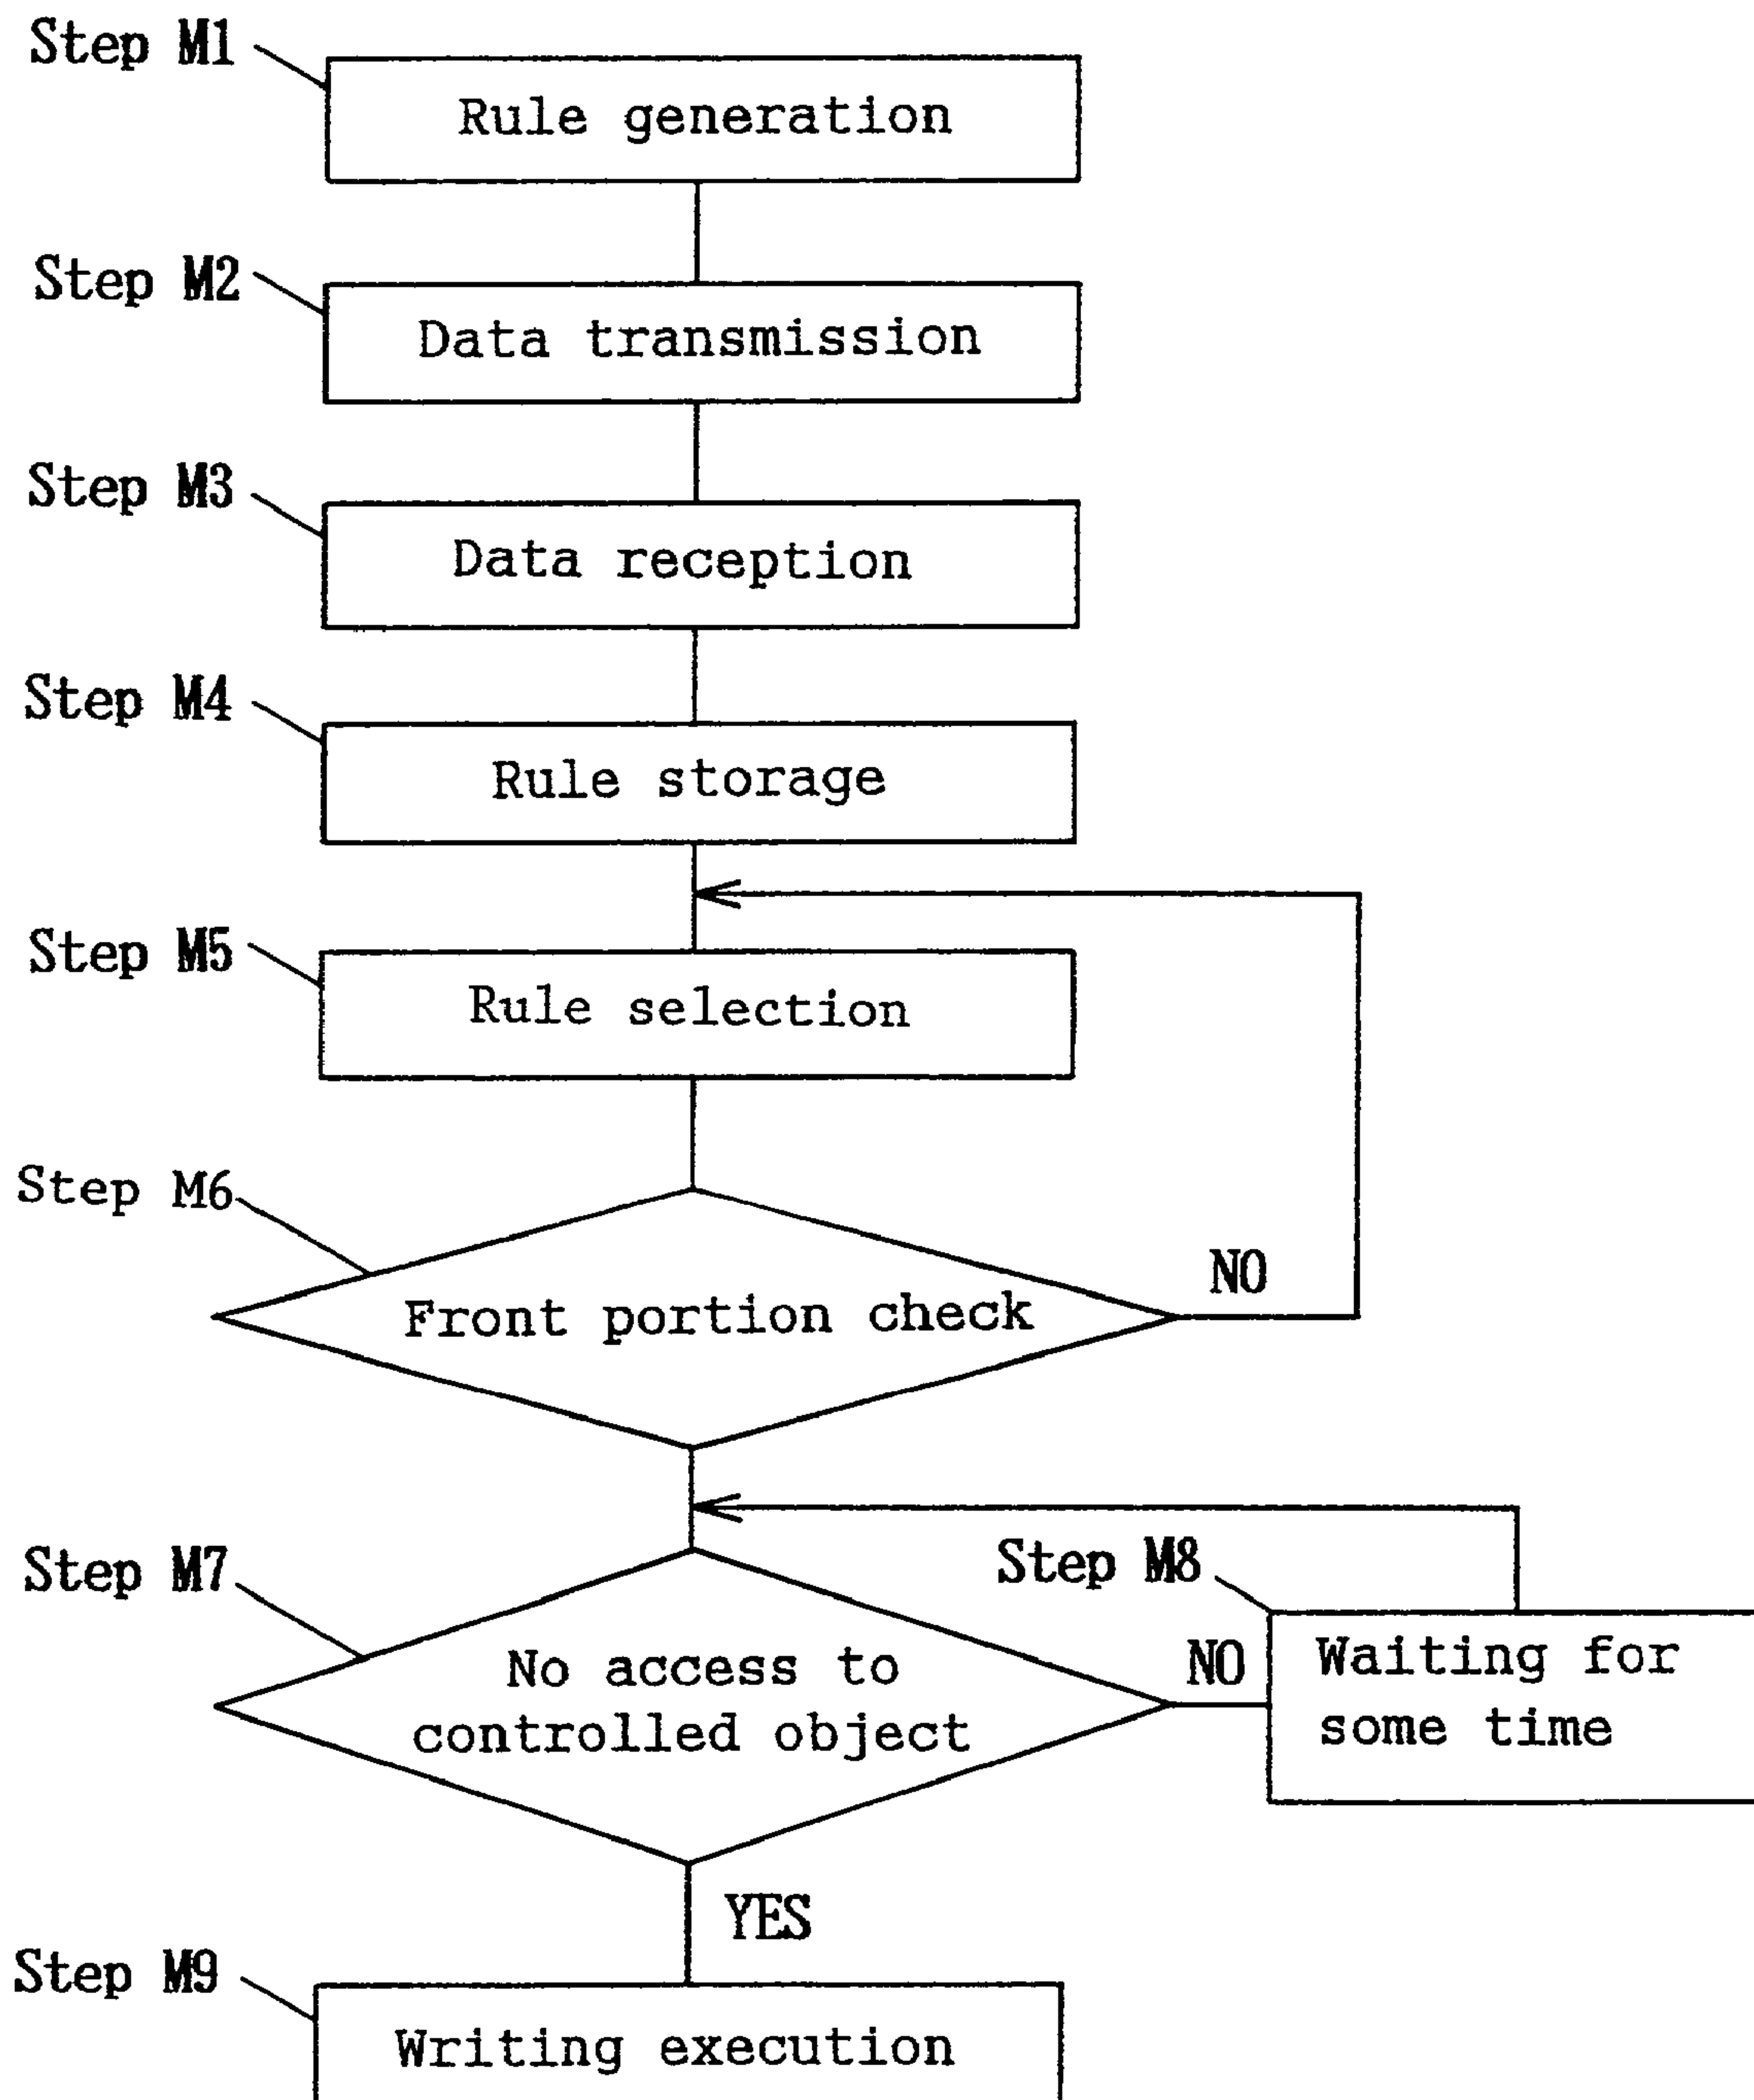 Step M1
Rule generation
Step M2
Data transmission
Step M3
Data reception
Step M4
Rule storage
Step M5
Rule selection
Step M6
Front portion check
NO
Step M7
No access to
controlled object
NO
Step M8
Waiting for
some time
YES
Step M9
Writing execution